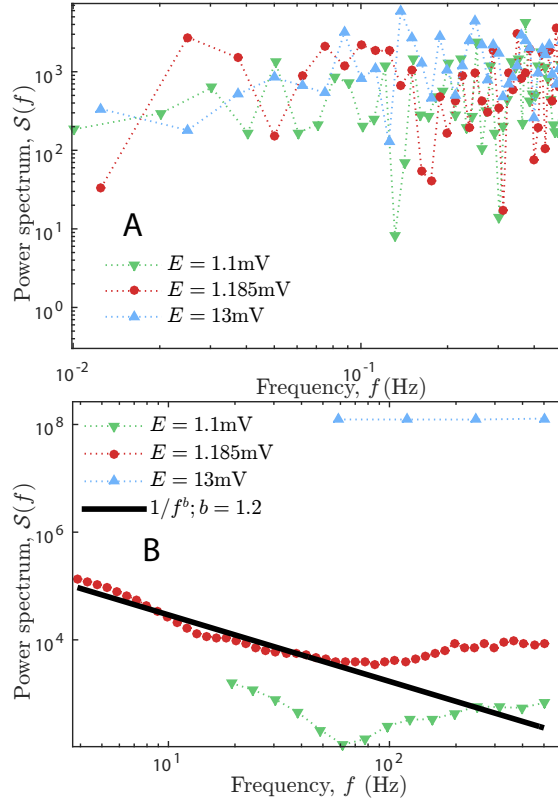 Power spectrum, S(f)
10^3
10^2
10^1
10^0
A
E = 1.1mV
E = 1.185mV
E = 13mV
10^-2
10^-1
Frequency, f (Hz)
Power spectrum, S(f)
10^8
10^6
10^4
E = 1.1mV
E = 1.185mV
E = 13mV
1/f^b; b = 1.2
B
10^1
10^2
Frequency, f (Hz)